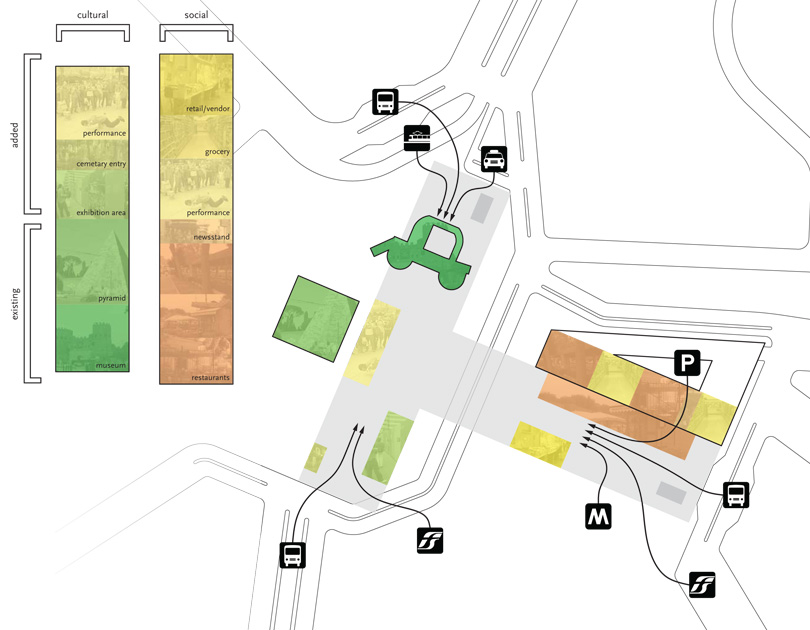 cultural
social
added
existing
performance
cemetary entry
exhibition area
pyramid
museum
retail/vendor
grocery
performance
newsstand
restaurants
P
M